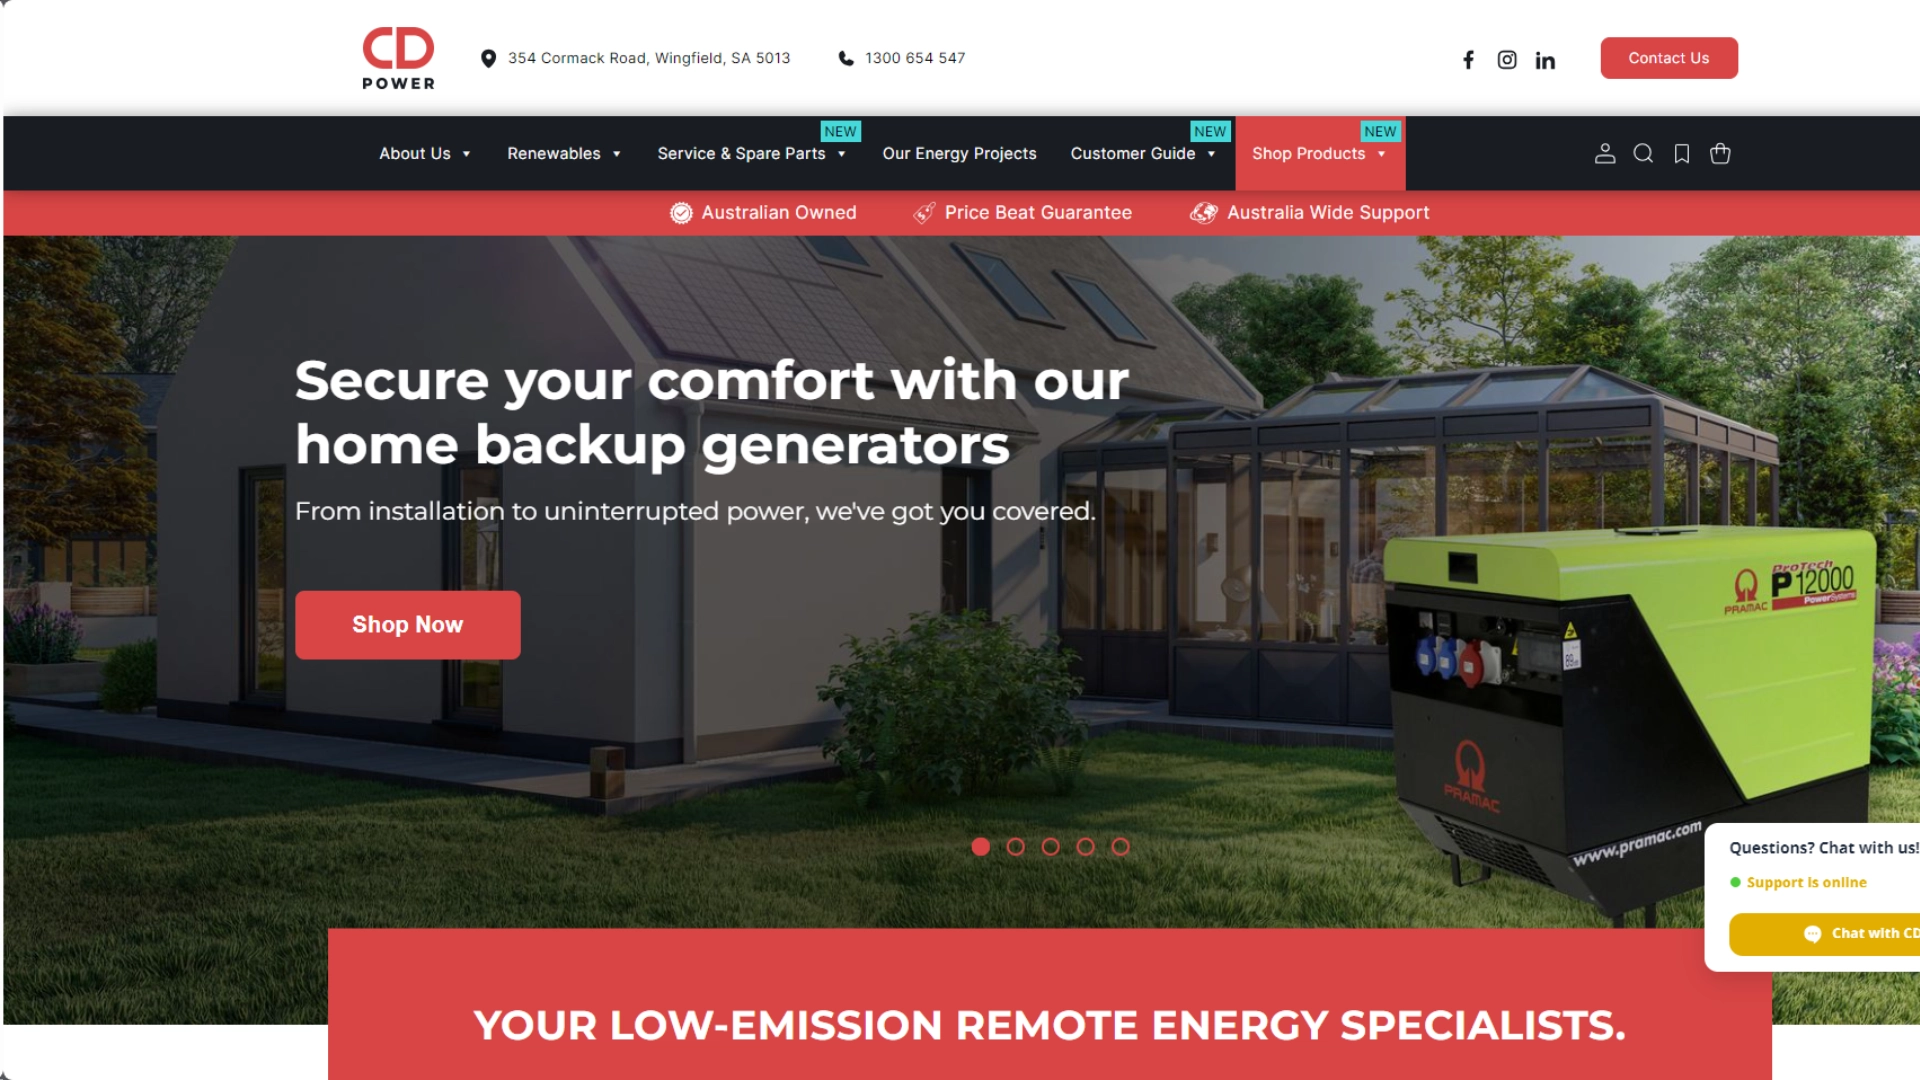 CD
POWER
354 Cormack Road, Wingfield, SA 5013
1300 654 547
Contact Us
About Us
Renewables
Service & Spare Parts
NEW
Our Energy Projects
Customer Guide
NEW
Shop Products
NEW
Australian Owned
Price Beat Guarantee
Australia Wide Support
Secure your comfort with our
home backup generators
From installation to uninterrupted power, we've got you covered.
Shop Now
PRAMAC
ProTech
P12000
PowerSystems
89
PRAMAC
www.pramac.com
Questions? Chat with us!
Support is online
Chat with CD
YOUR LOW-EMISSION REMOTE ENERGY SPECIALISTS.